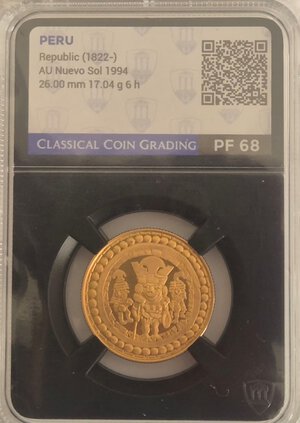 PERU
Republic (1822-)
AU Nuevo Sol 1994
26.00 mm 17.04 g 6 h
CLASSICAL COIN GRADING PF 68